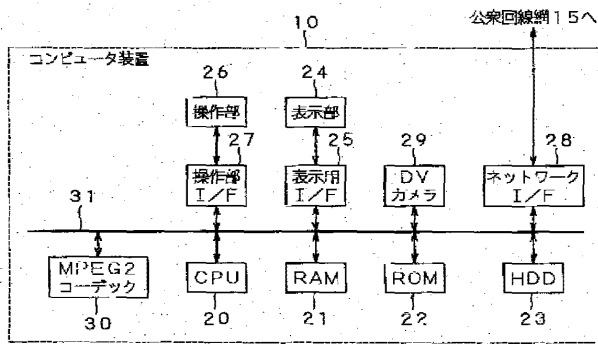 公衆回線網15へ
10
コンピュータ装置
26
24
操作部
表示部
27
25
29
28
操作部
I/F
表示用
I/F
DV
カメラ
ネットワーク
I/F
31
MPEG2
コーデック
CPU
RAM
ROM
HDD
30
20
21
22
23